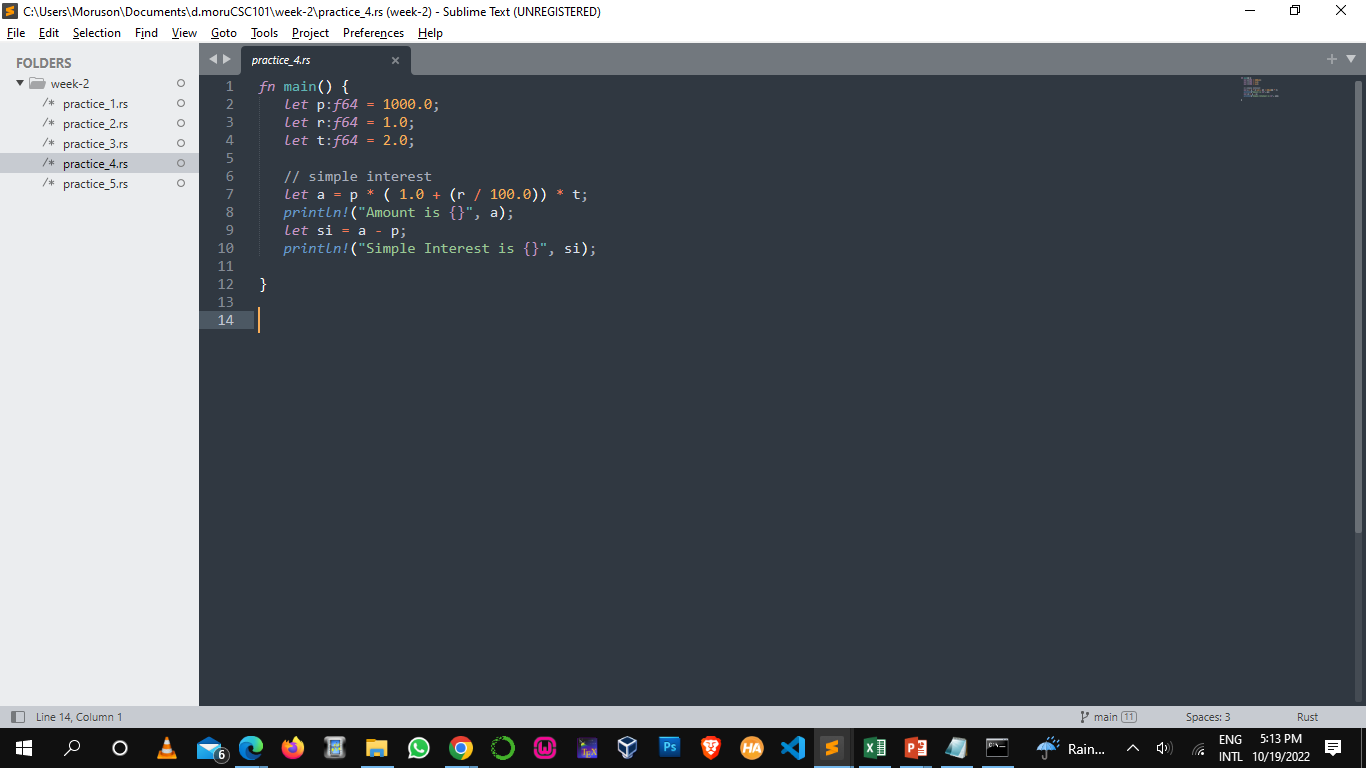 C:\Users\Moruson\Documents\d.moruCSC101\week-2\practice_4.rs (week-2) - Sublime Text (UNREGISTERED)
File Edit Selection Find View Goto Tools Project Preferences Help
FOLDERS
week-2
/* practice_1.rs
/* practice_2.rs
/* practice_3.rs
/* practice_4.rs
/* practice_5.rs
practice_4.rs
1 fn main() {
2 let p:f64 = 1000.0;
3 let r:f64 = 1.0;
4 let t:f64 = 2.0;
5
6 // simple interest
7 let a = p * ( 1.0 + (r / 100.0)) * t;
8 println!("Amount is {}", a);
9 let si = a - p;
10 println!("Simple Interest is {}", si);
11
12 }
13
14
Line 14, Column 1
main 11
Spaces: 3
Rust
6
Ps
HA
Rain...
ENG
INTL
5:13 PM
10/19/2022